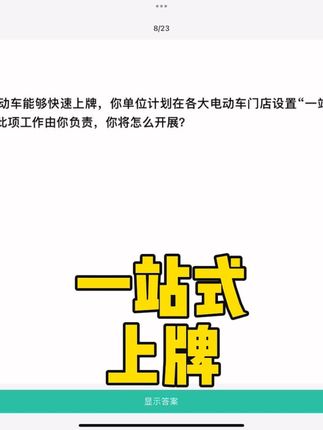 8/23
动车能够快速上牌，你单位计划在各大电动车门店设置“一站
此项工作由你负责，你将怎么开展？
一站式
上牌
显示答案